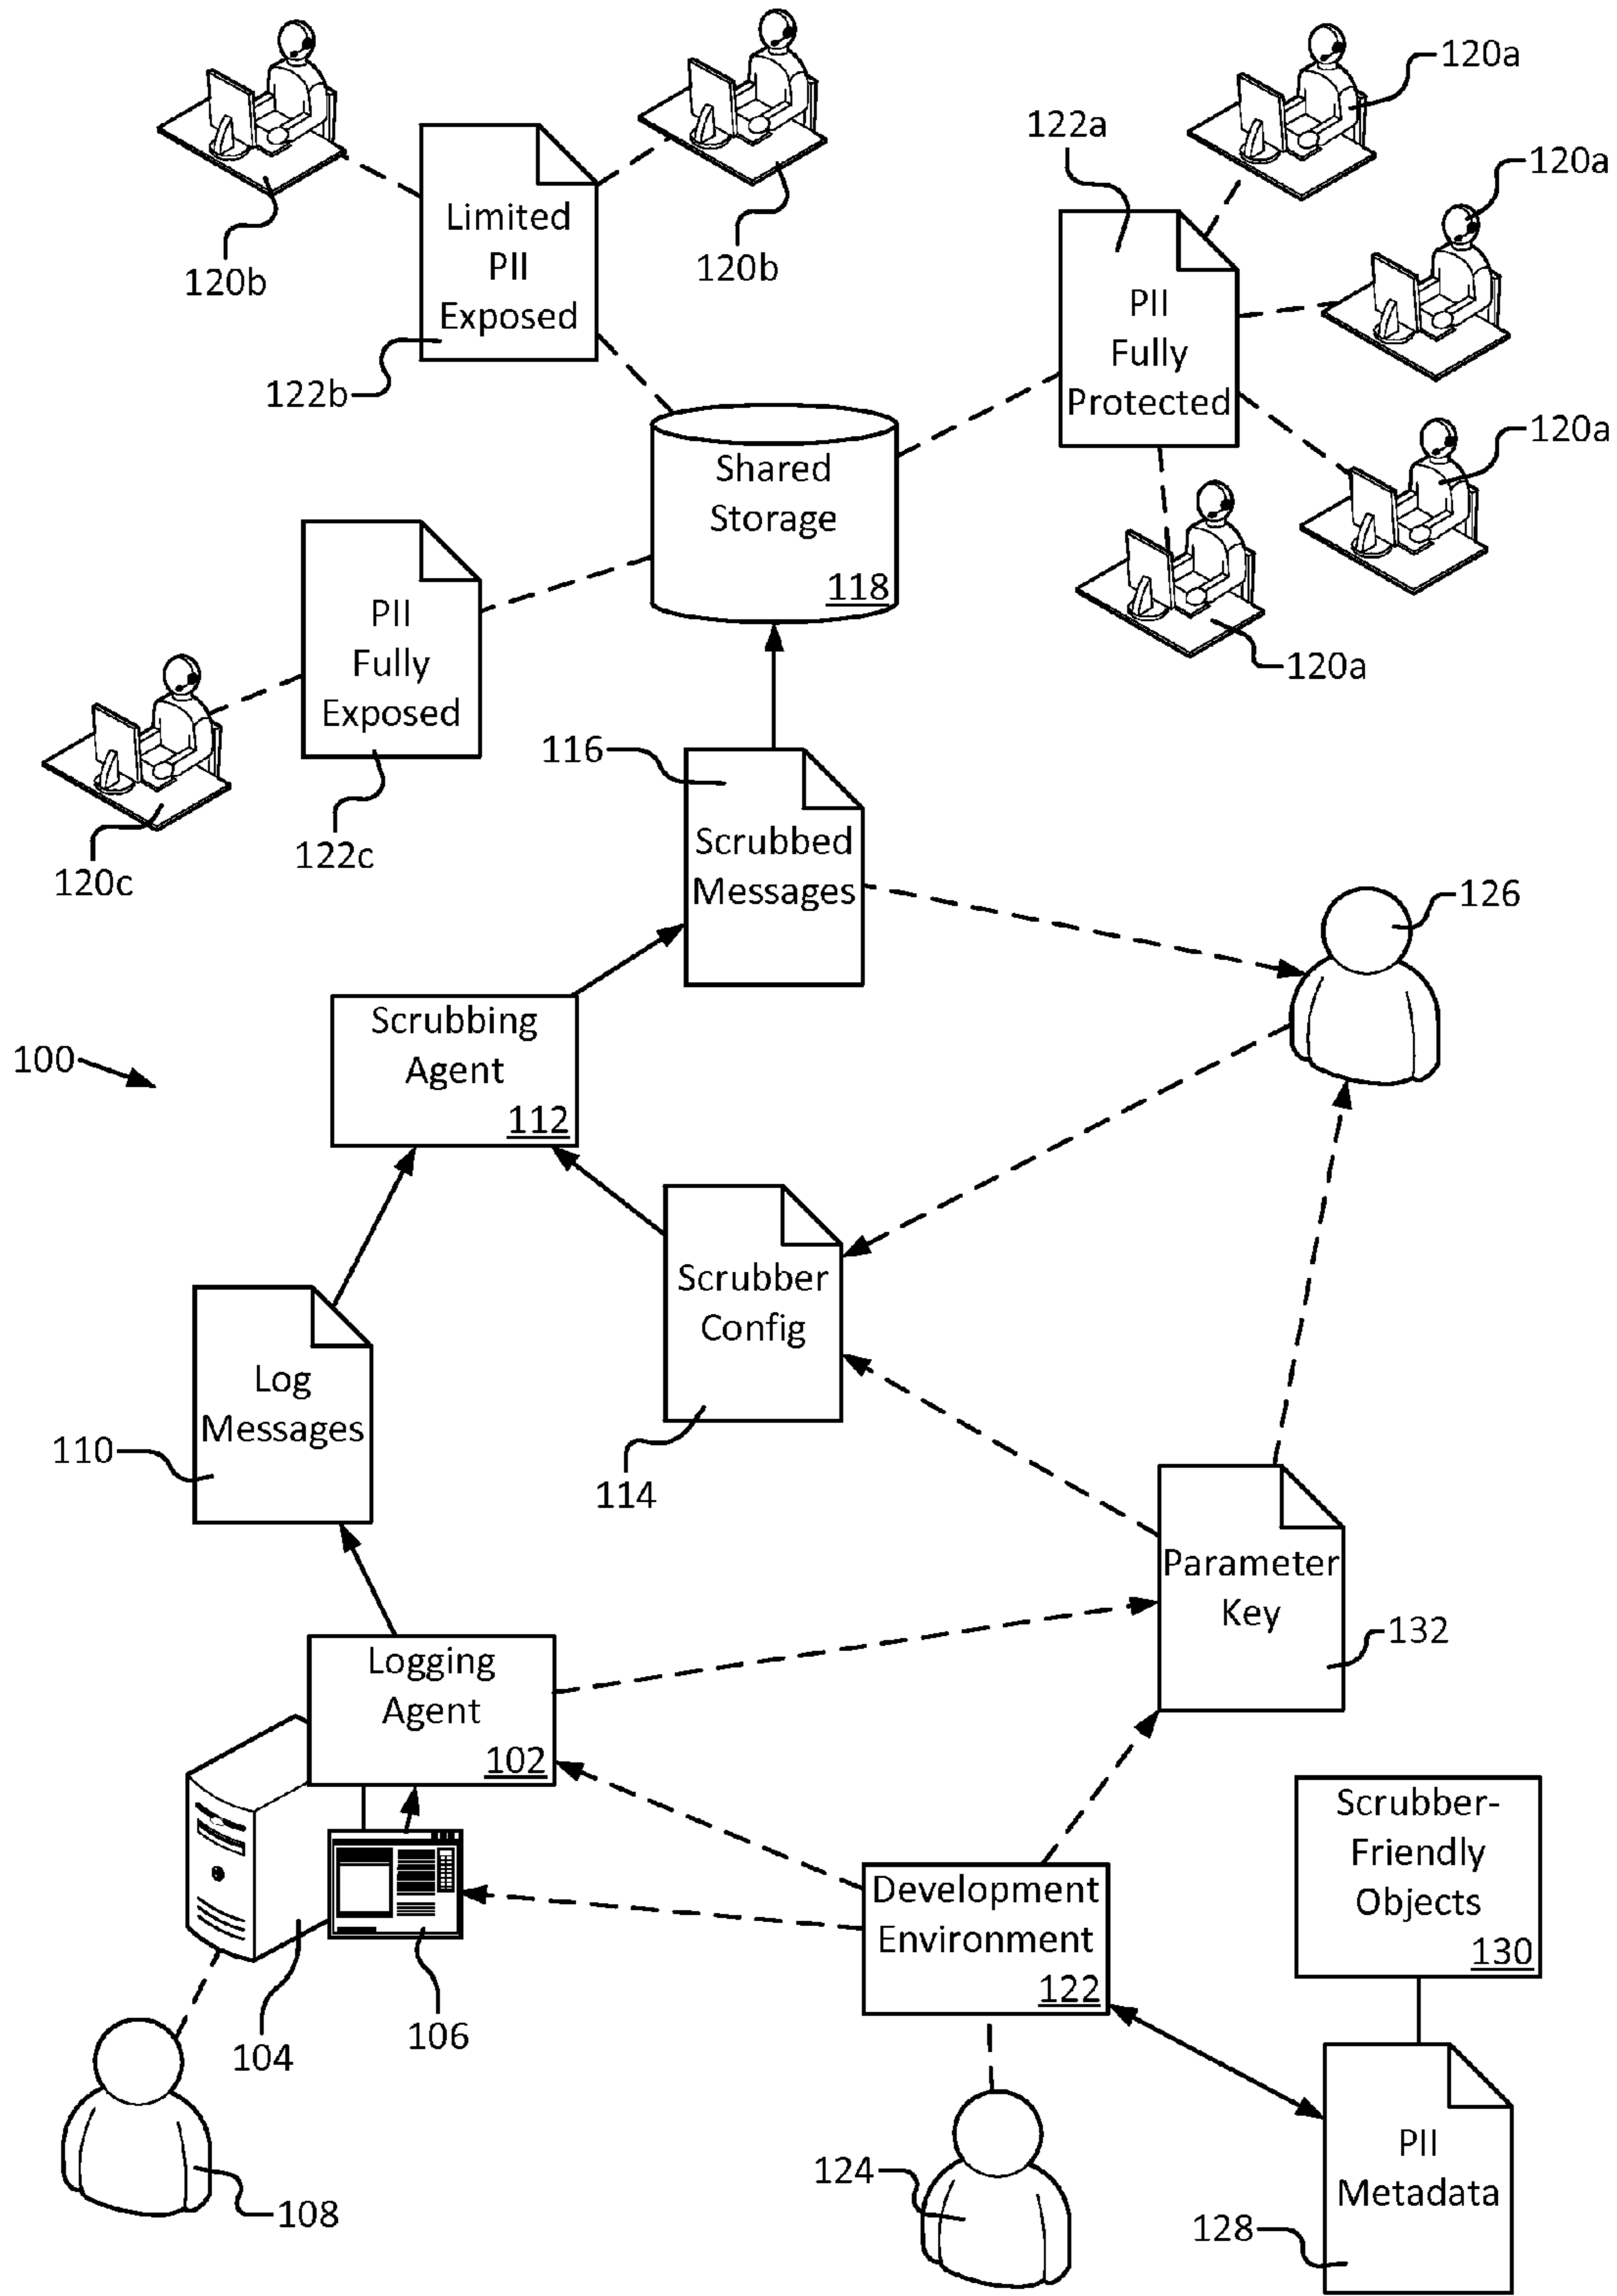 120a
122a
120a
Limited
PII
Exposed
120b
120b
PII
Fully
Protected
122b
120a
Shared
Storage
118
PII
Fully
Exposed
120a
116
120c
122c
Scrubbed
Messages
126
Scrubbing
Agent
112
100
Scrubber
Config
Log
Messages
110
114
Parameter
Key
132
Logging
Agent
102
Scrubber-
Friendly
Objects
130
Development
Environment
122
106
104
PII
Metadata
124
108
128